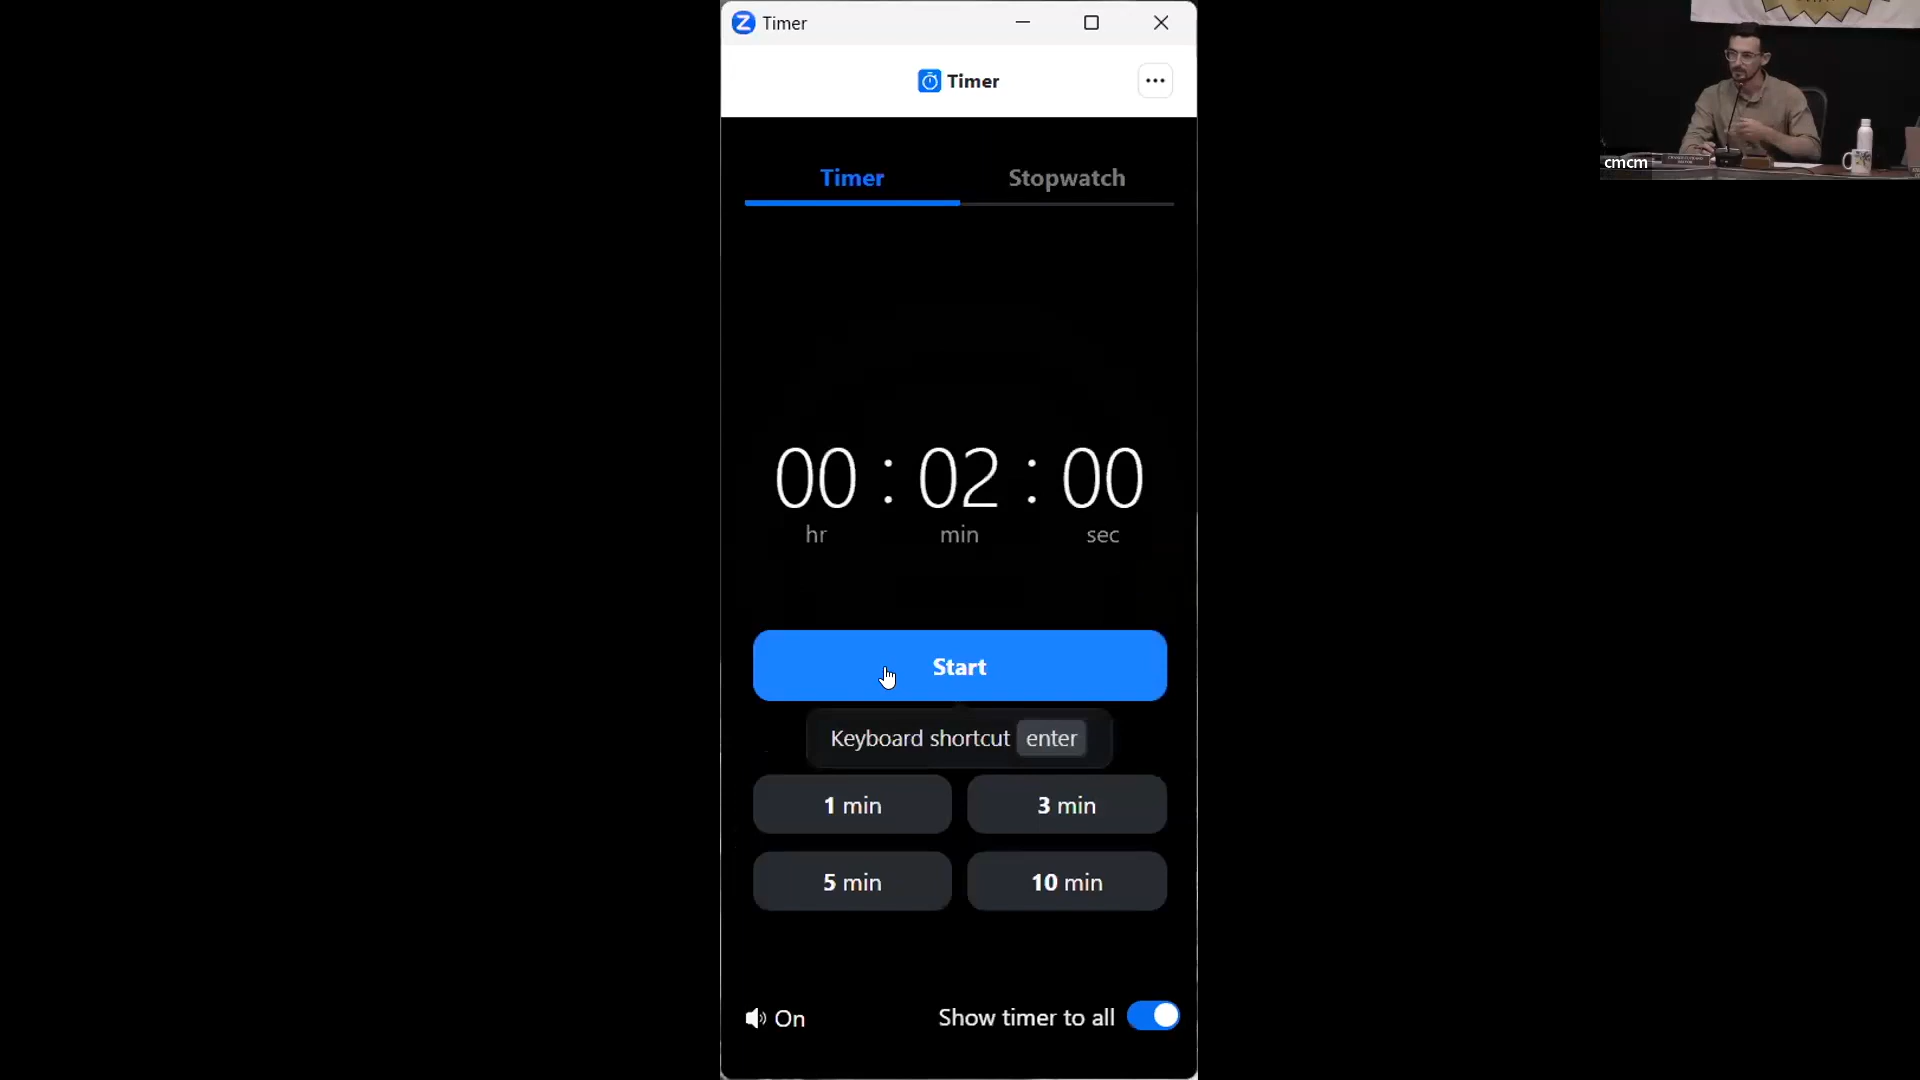 Timer
Timer
Timer
Stopwatch
00 : 02 : 00
hr
min
sec
Start
Keyboard shortcut enter
1 min
3 min
5 min
10 min
On
Show timer to all
cmcm